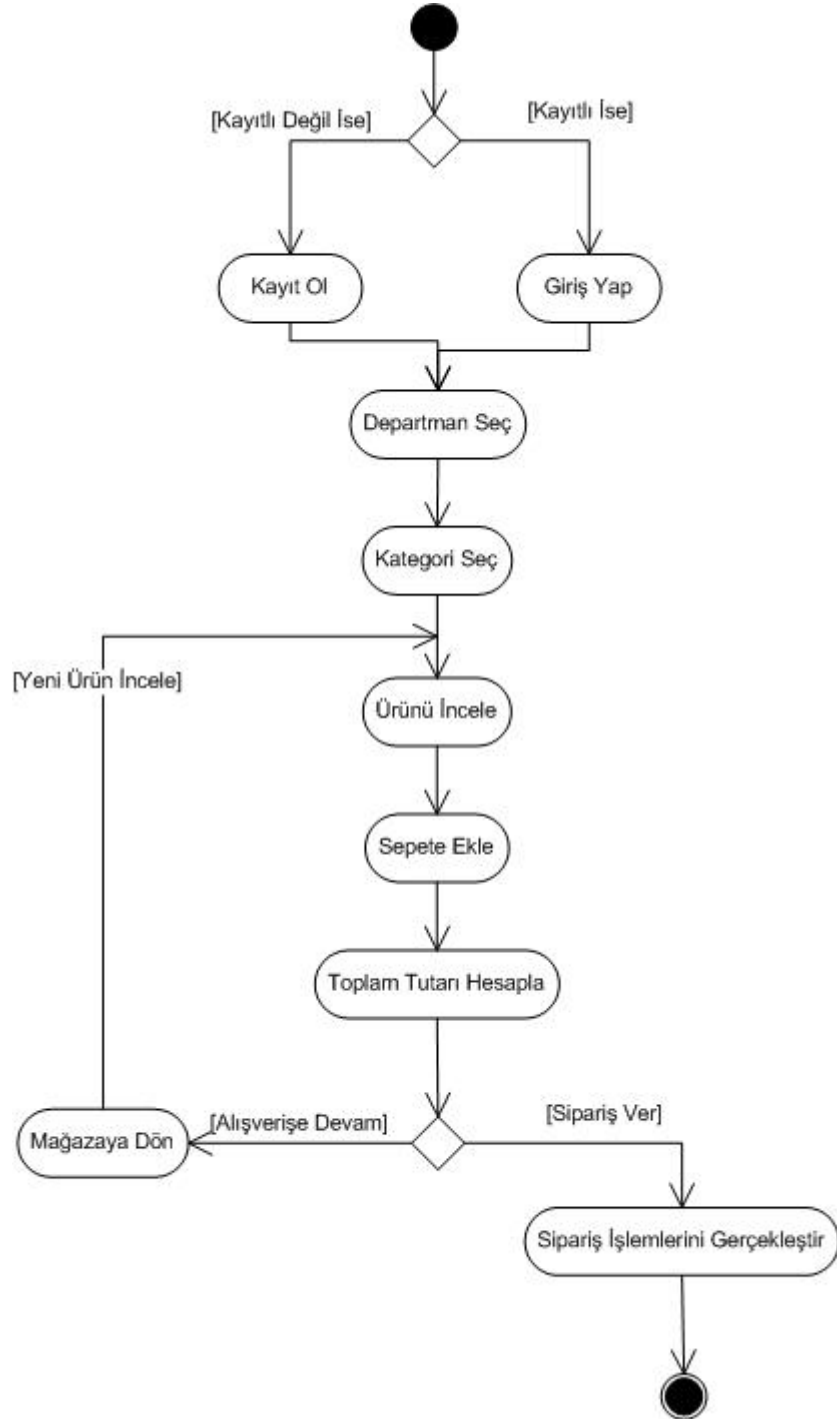 [Kayıtlı Değil İse]
[Kayıtlı İse]
Kayıt Ol
Giriş Yap
Departman Seç
Kategori Seç
[Yeni Ürün İncele]
Ürünü İncele
Sepete Ekle
Toplam Tutarı Hesapla
[Alışverişe Devam]
[Sipariş Ver]
Mağazaya Dön
Sipariş İşlemlerini Gerçekleştir